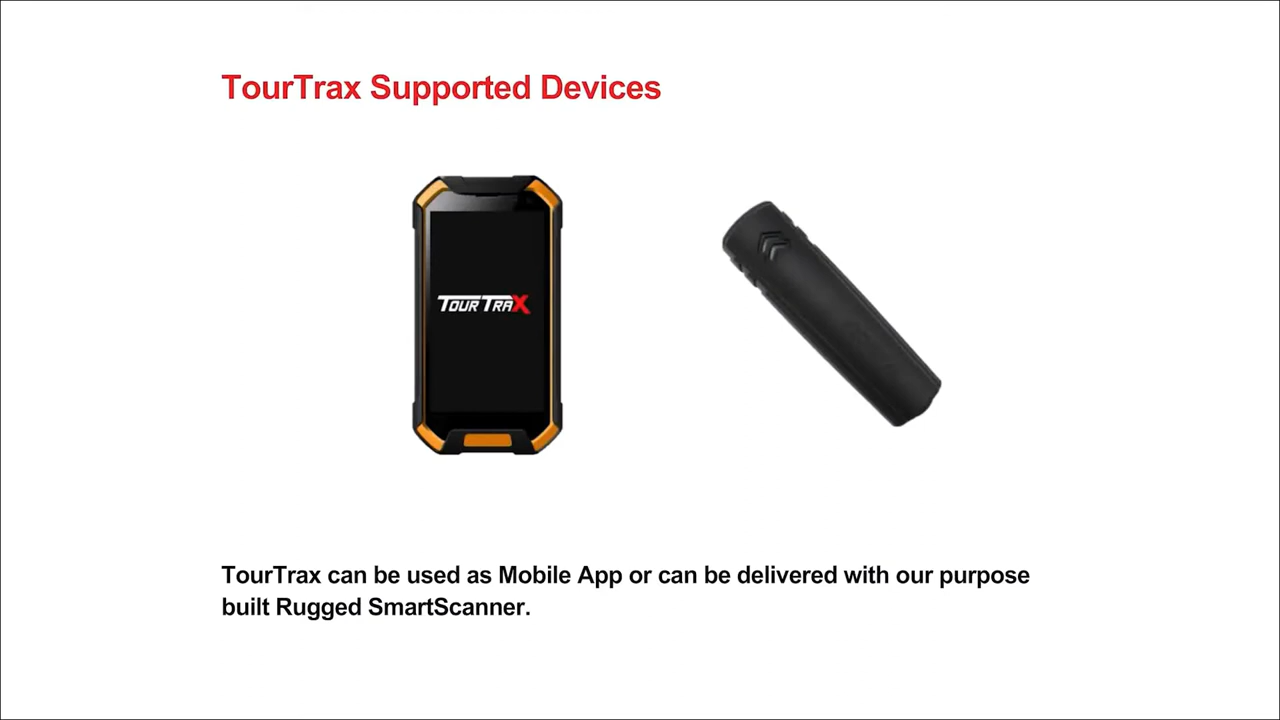 TourTrax Supported Devices
TOUR TRAX
TourTrax can be used as Mobile App or can be delivered with our purpose
built Rugged SmartScanner.